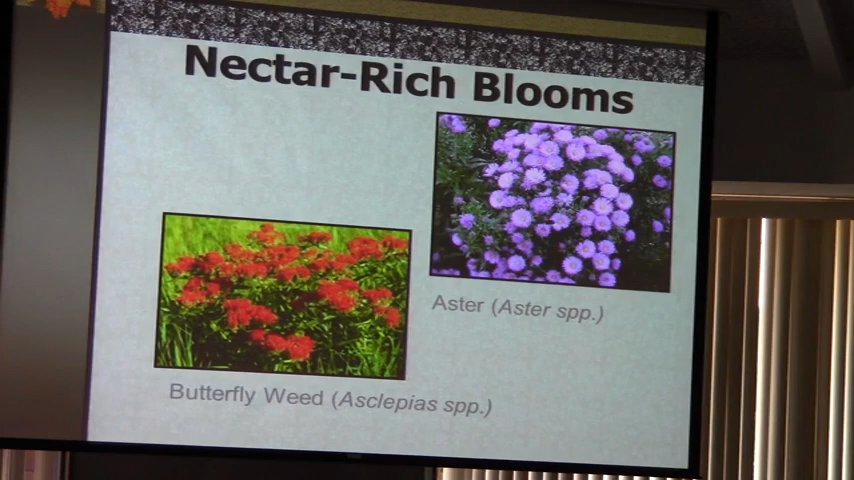 Nectar-Rich Blooms
Aster (Aster spp.)
Butterfly Weed (Asclepias spp.)